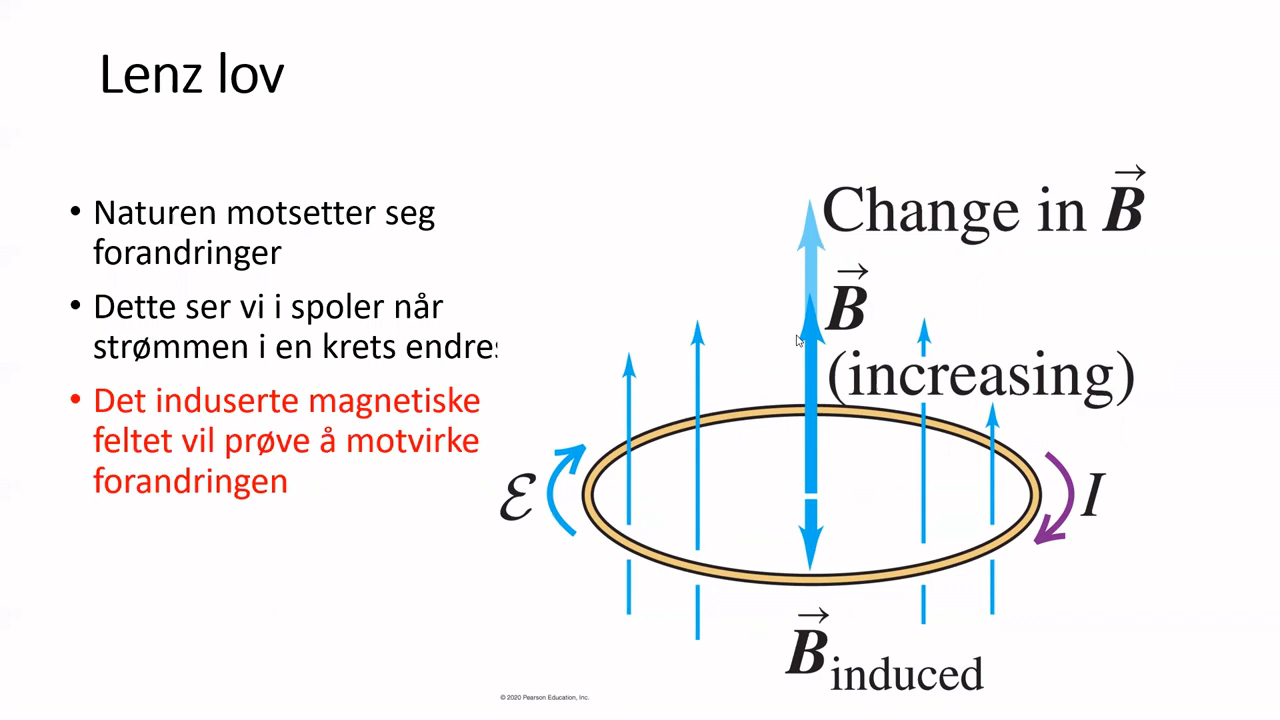 Lenz lov
• Naturen motsetter seg
forandringer
• Dette ser vi i spoler når
strømmen i en krets endres
• Det induserte magnetiske
feltet vil prøve å motvirke
forandringen
Change in B⃗
B⃗
(increasing)
ℰ
I
B⃗induced
© 2020 Pearson Education, Inc.